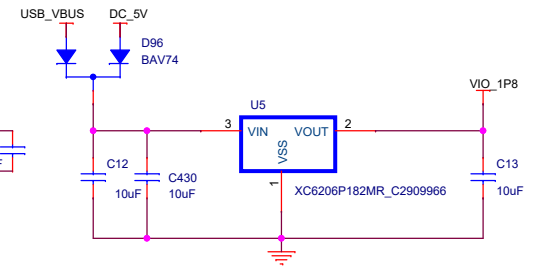 USB_VBUS DC_5V
D96
BAV74
VIO_1P8
U5
3 VIN VOUT 2
VSS
1
C12
10uF
C430
10uF
XC6206P182MR_C2909966
C13
10uF